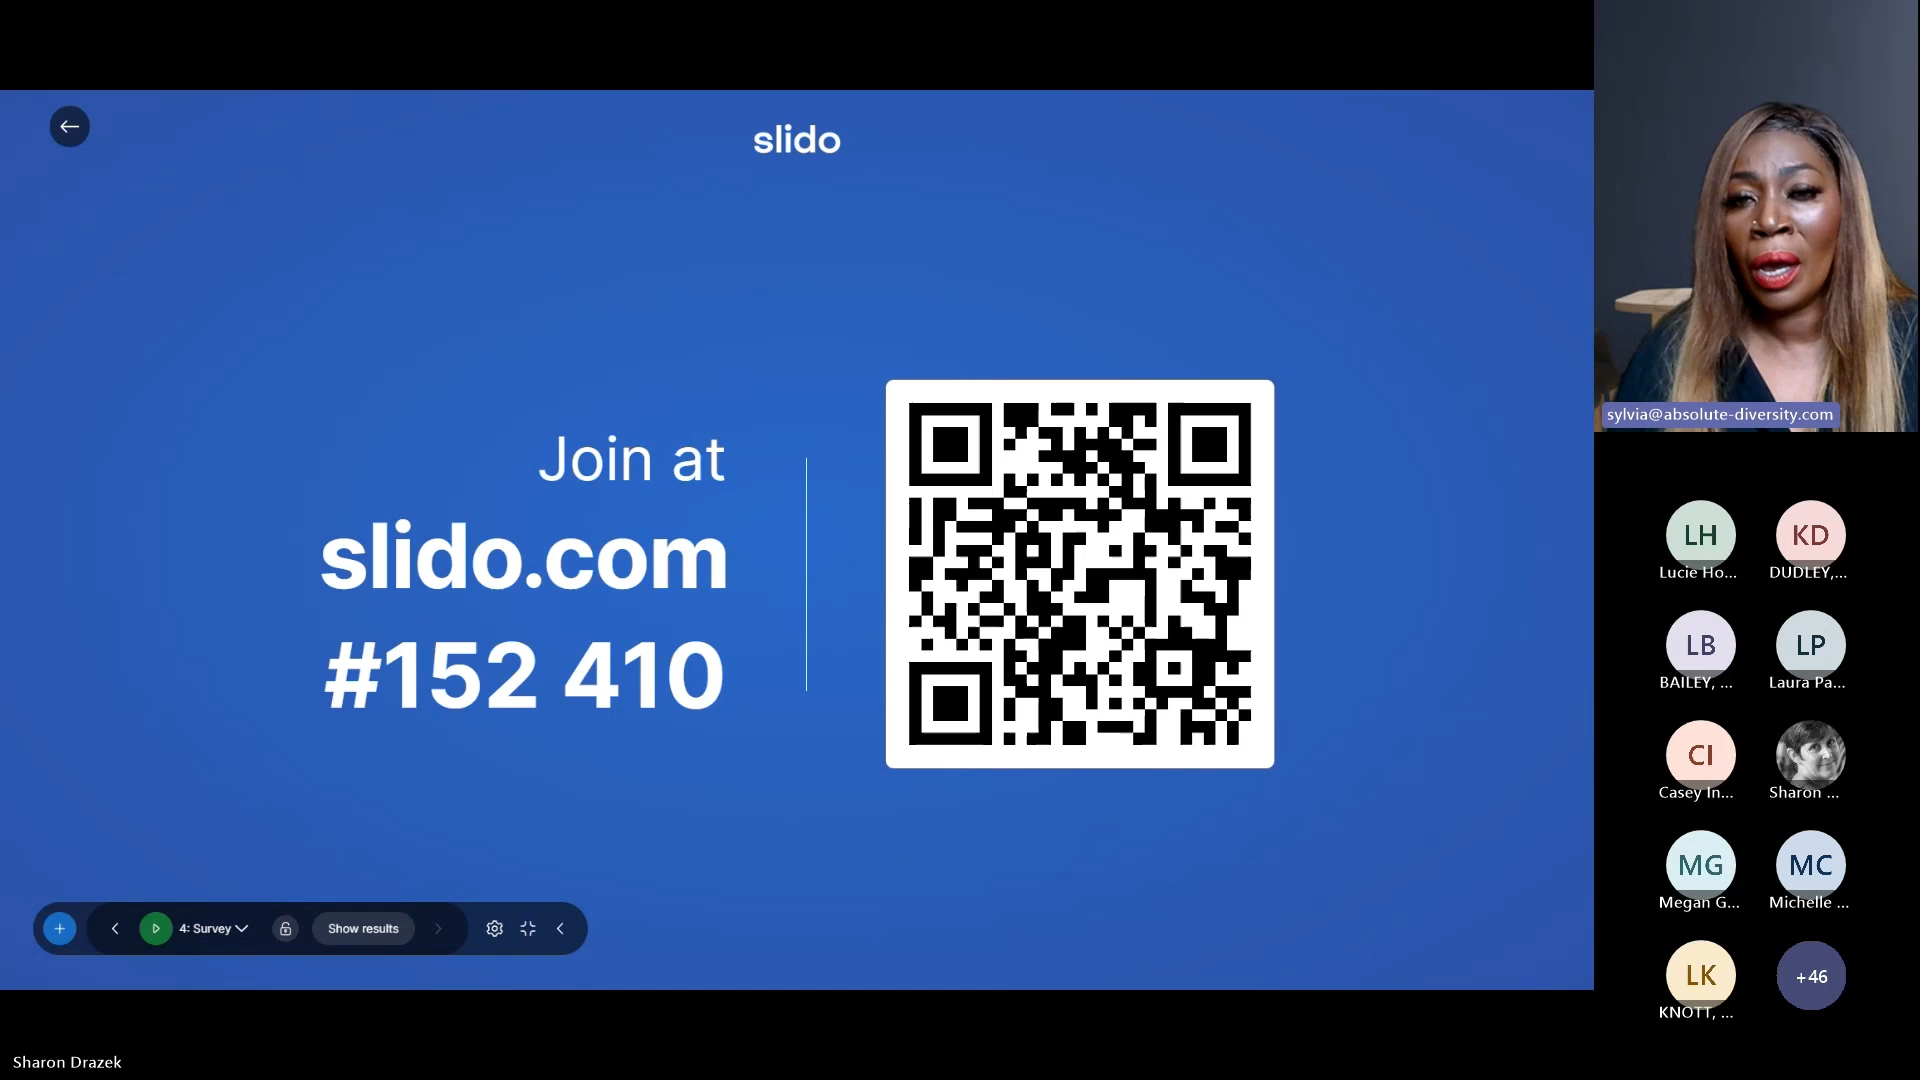 slido
Join at
slido.com
#152 410
4: Survey
Show results
sylvia@absolute-diversity.com
LH
Lucie Ho...
KD
DUDLEY,...
LB
BAILEY, ...
LP
Laura Pa...
CI
Casey In...
Sharon ...
MG
Megan G...
MC
Michelle ...
LK
KNOTT, ...
+46
Sharon Drazek